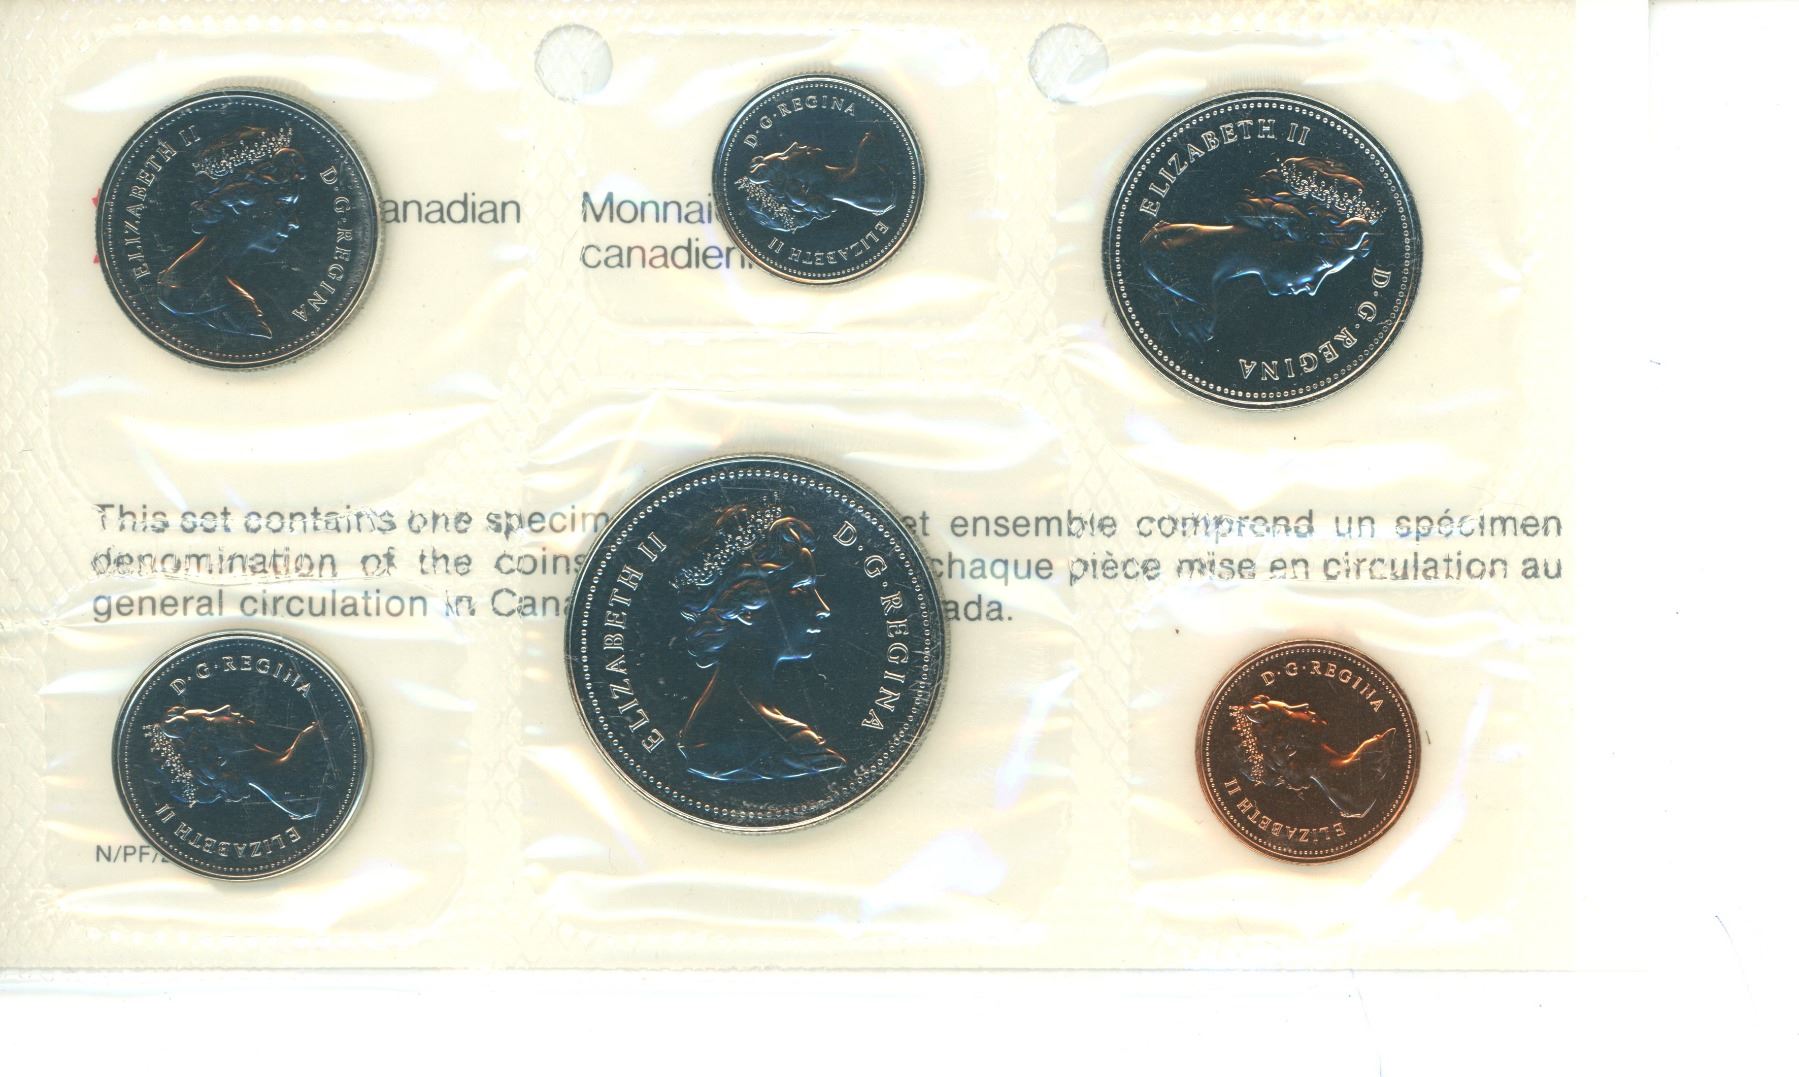 ELIZABETH II D·G·REGINA
D·G·REGINA ELIZABETH II
ELIZABETH II D·G·REGINA
anadian
Monnai
canadien
This set contains one specim
denomination of the coins
general circulation in Cana
et ensemble comprend un spécimen
chaque pièce mise en circulation au
ada.
ELIZABETH II D·G·REGINA
D·G·REGINA ELIZABETH II
D·G·REGINA ELIZABETH II
N/PF/